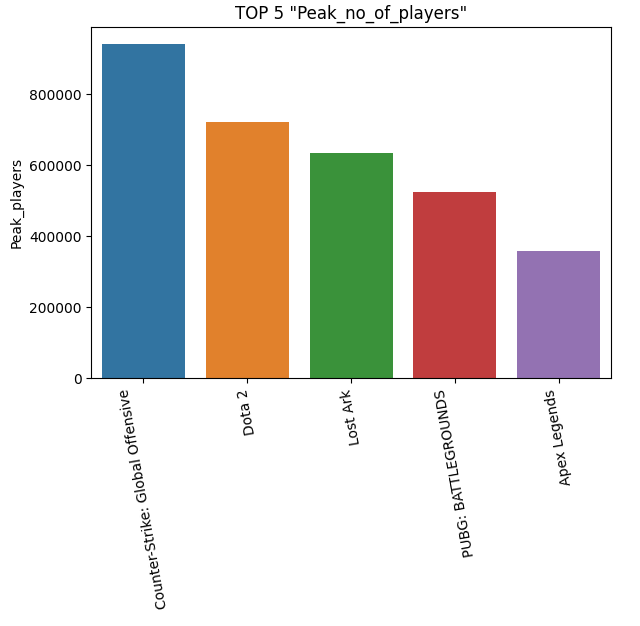 TOP 5 "Peak_no_of_players"
Peak_players
800000
600000
400000
200000
0
Counter-Strike: Global Offensive
Dota 2
Lost Ark
PUBG: BATTLEGROUNDS
Apex Legends